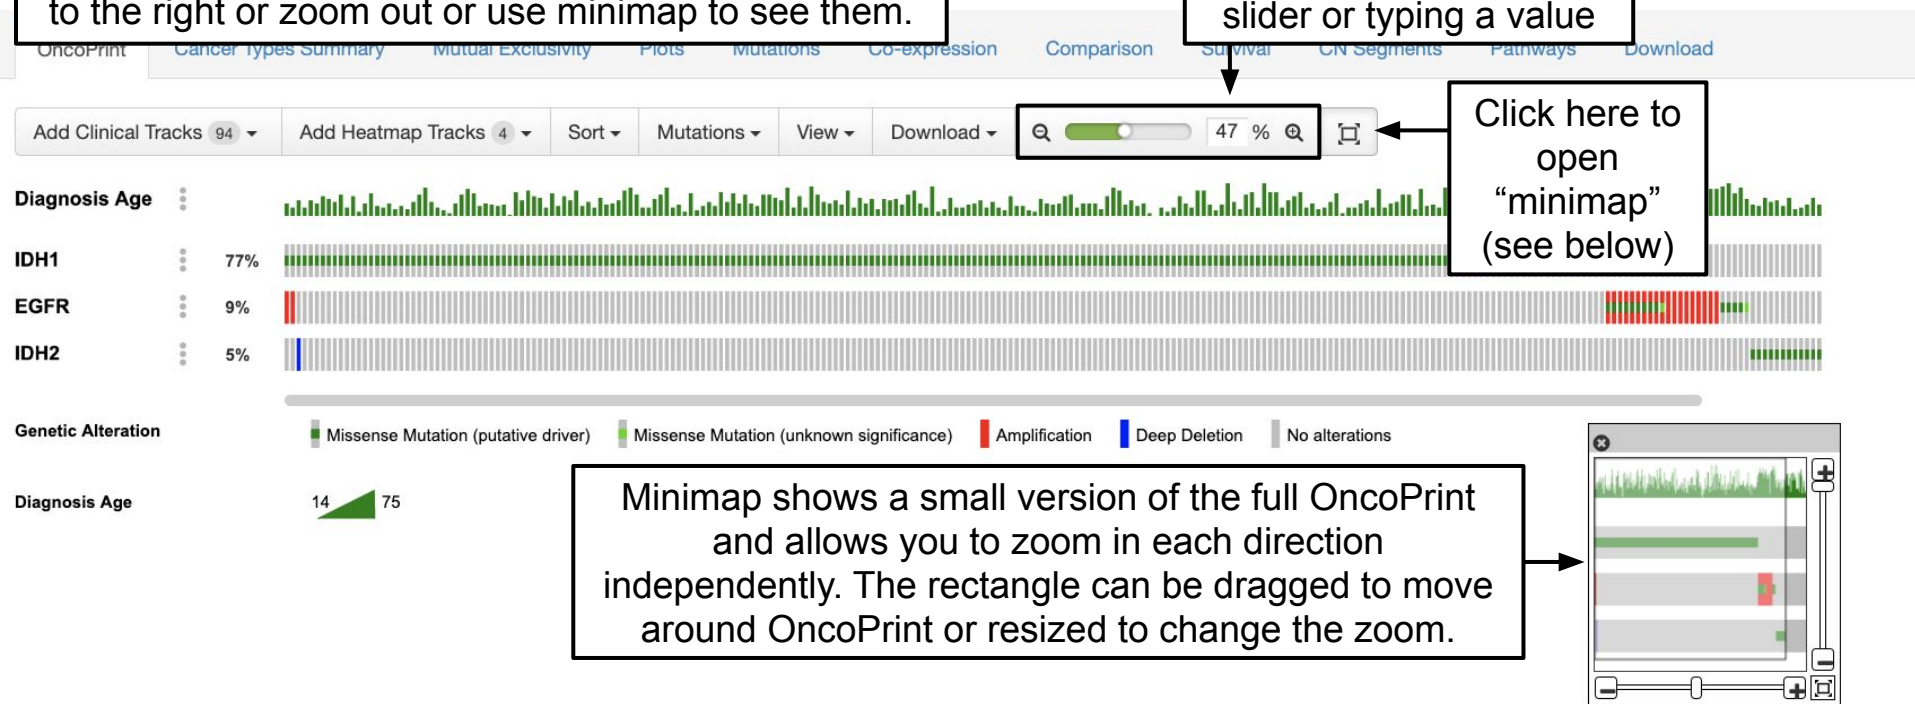 to the right or zoom out or use minimap to see them.
slider or typing a value
OncoPrint Cancer Types Summary Mutual Exclusivity Plots Mutations Co-expression Comparison Survival CN Segments Pathways Download
Add Clinical Tracks 94 Add Heatmap Tracks 4 Sort Mutations View Download 47 %
Click here to
open
“minimap”
(see below)
Diagnosis Age
IDH1 77%
EGFR 9%
IDH2 5%
Genetic Alteration Missense Mutation (putative driver) Missense Mutation (unknown significance) Amplification Deep Deletion No alterations
Diagnosis Age 14 75
Minimap shows a small version of the full OncoPrint
and allows you to zoom in each direction
independently. The rectangle can be dragged to move
around OncoPrint or resized to change the zoom.